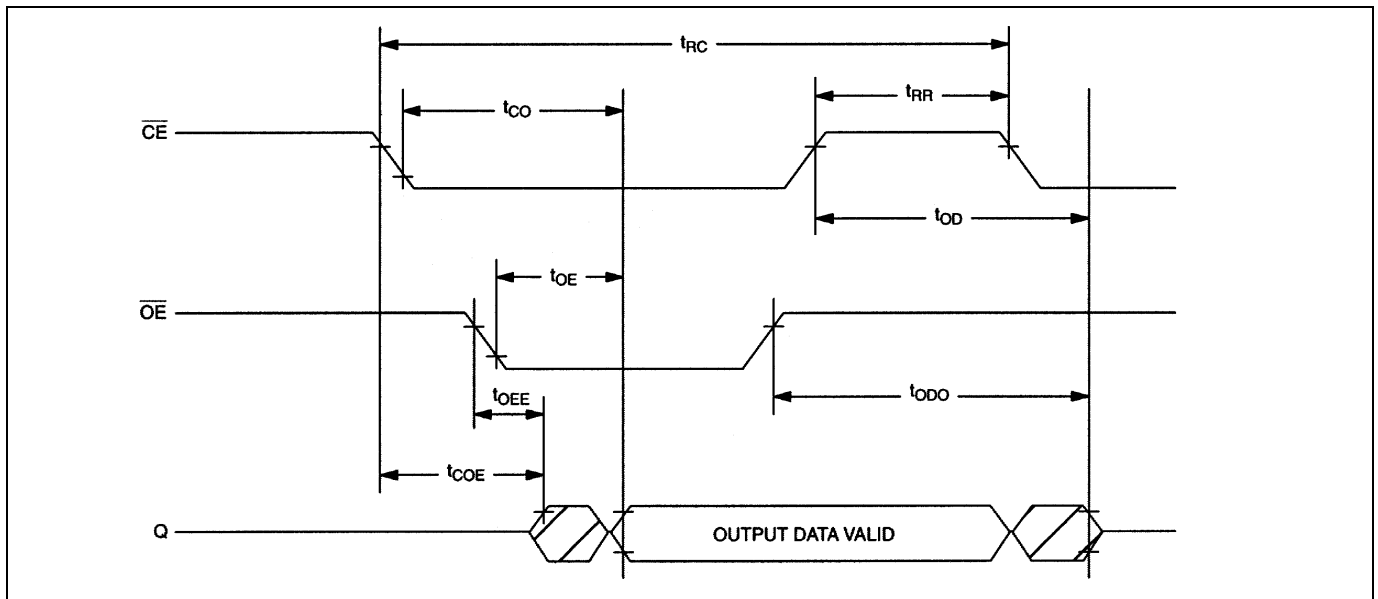 tRC
tRR
tCO
CE
tOD
tOE
OE
tODO
tOEE
tCOE
Q
OUTPUT DATA VALID